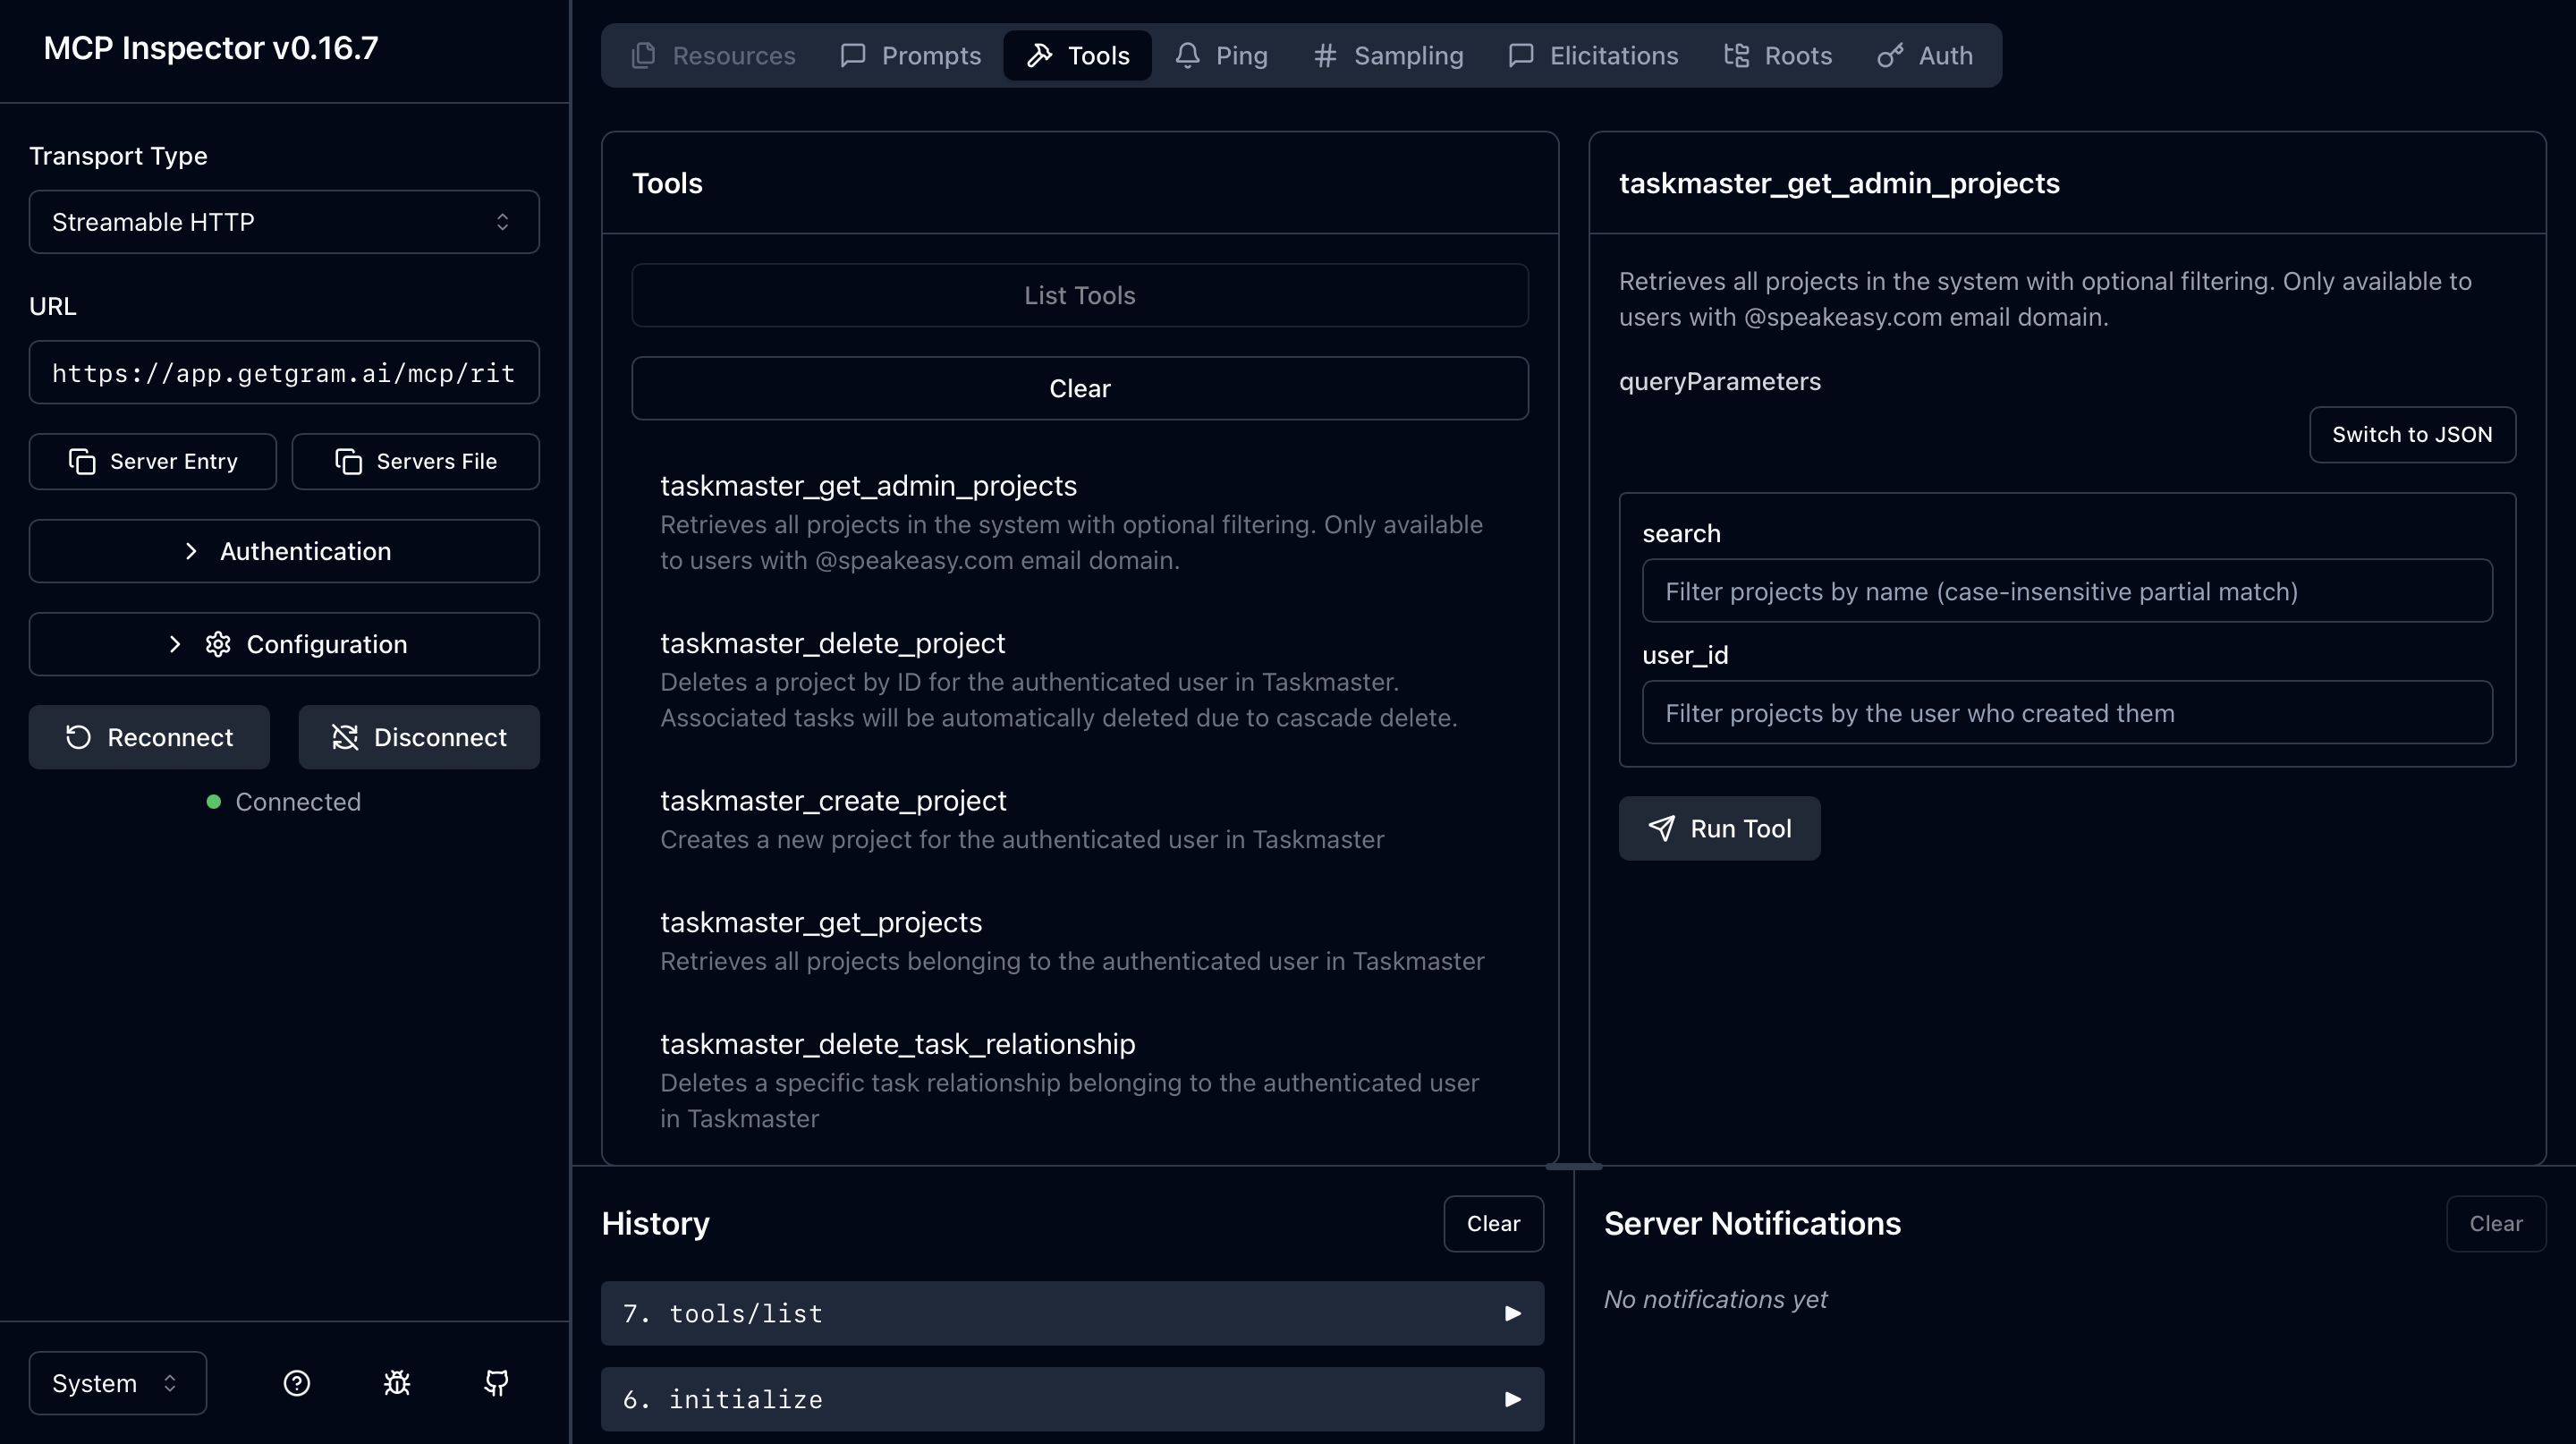 MCP Inspector v0.16.7
Transport Type
Streamable HTTP
URL
https://app.getgram.ai/mcp/rit
Server Entry
Servers File
Authentication
Configuration
Reconnect
Disconnect
Connected
System
Resources
Prompts
Tools
Ping
Sampling
Elicitations
Roots
Auth
Tools
List Tools
Clear
taskmaster_get_admin_projects
Retrieves all projects in the system with optional filtering. Only available
to users with @speakeasy.com email domain.
taskmaster_delete_project
Deletes a project by ID for the authenticated user in Taskmaster.
Associated tasks will be automatically deleted due to cascade delete.
taskmaster_create_project
Creates a new project for the authenticated user in Taskmaster
taskmaster_get_projects
Retrieves all projects belonging to the authenticated user in Taskmaster
taskmaster_delete_task_relationship
Deletes a specific task relationship belonging to the authenticated user
in Taskmaster
taskmaster_get_admin_projects
Retrieves all projects in the system with optional filtering. Only available to
users with @speakeasy.com email domain.
queryParameters
Switch to JSON
search
Filter projects by name (case-insensitive partial match)
user_id
Filter projects by the user who created them
Run Tool
History
Clear
7. tools/list
6. initialize
Server Notifications
Clear
No notifications yet